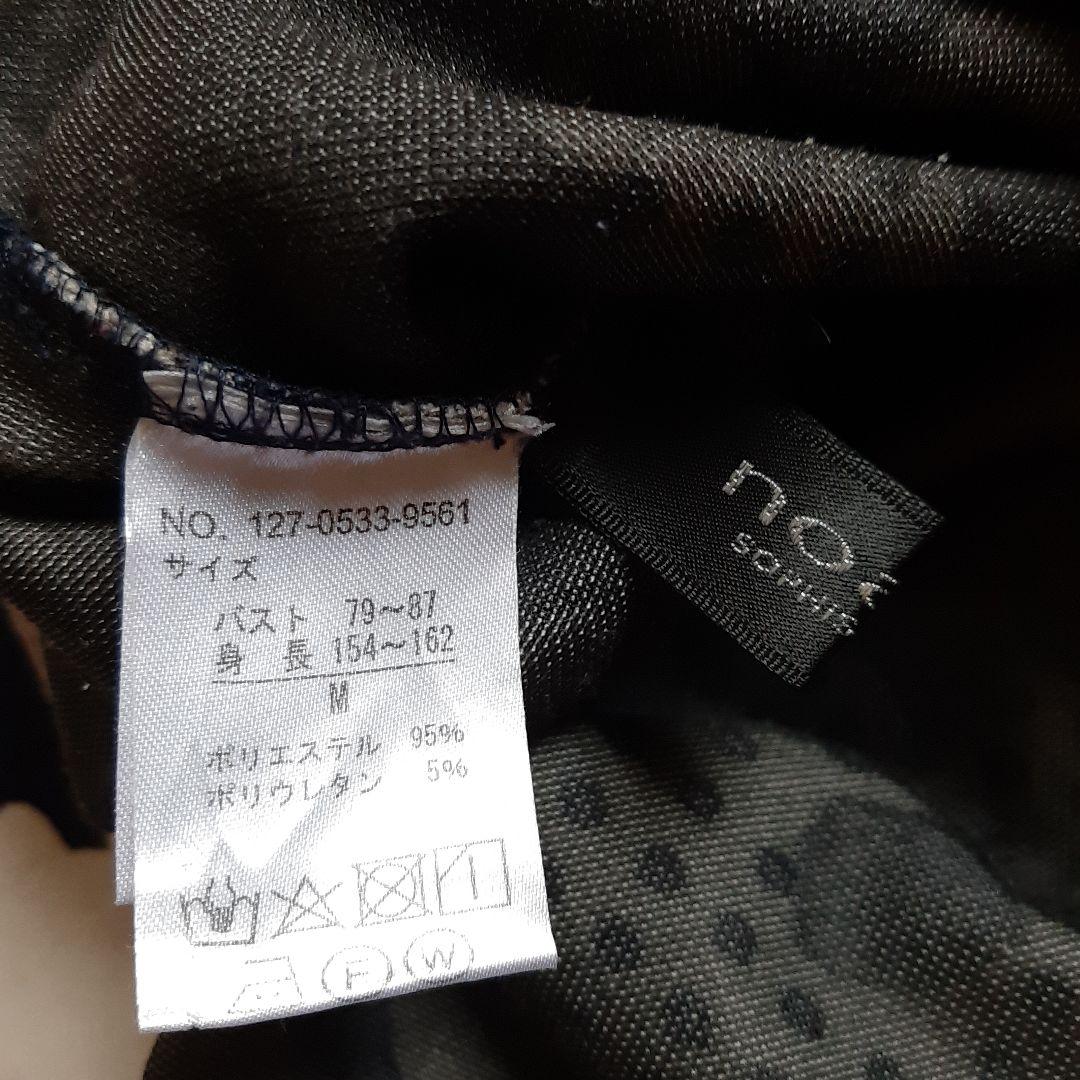 NO. 127-0533-9561
サイズ
バスト 79～87
身 長 154～162
M
ポリエステル 95%
ポリウレタン 5%
F W